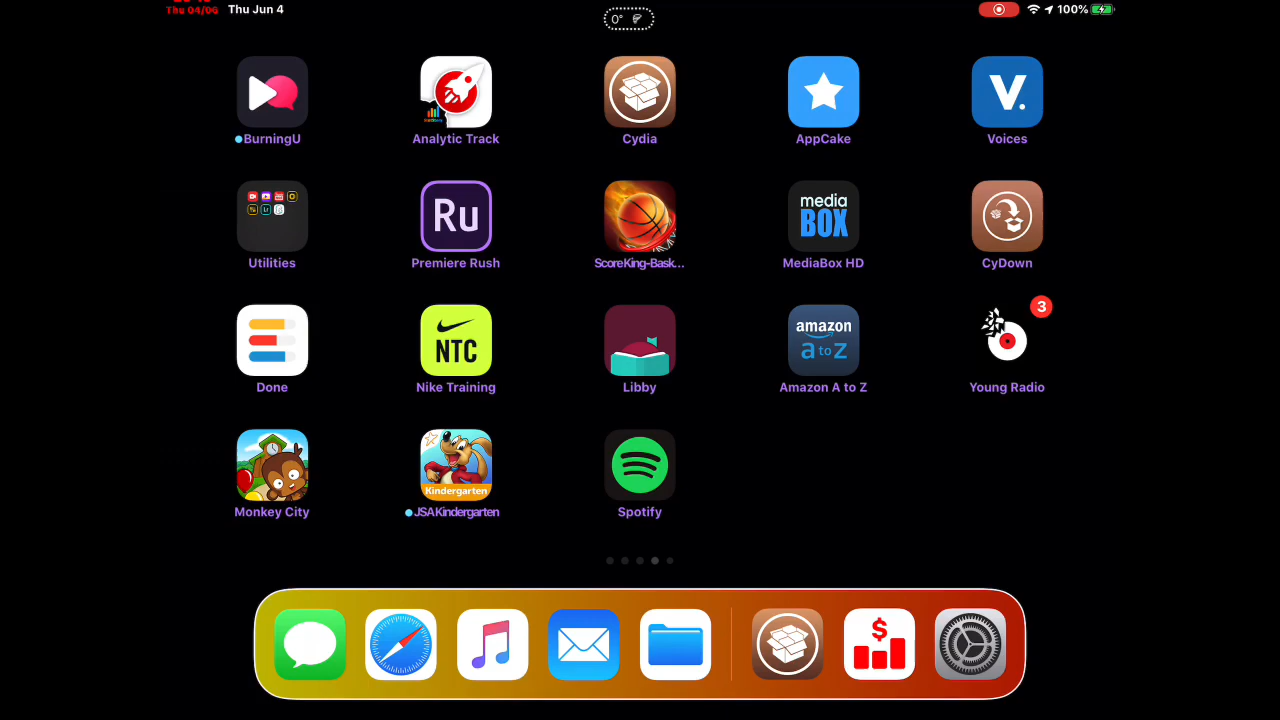 Thu 04/06
Thu Jun 4
0°
100%
BurningU
Analytic Track
Cydia
AppCake
V.
Voices
Utilities
Ru
Premiere Rush
ScoreKing-Bask...
media
BOX
MediaBox HD
CyDown
Done
NTC
Nike Training
Libby
amazon
a to Z
Amazon A to Z
3
Young Radio
Monkey City
Kindergarten
JSA Kindergarten
Spotify
$